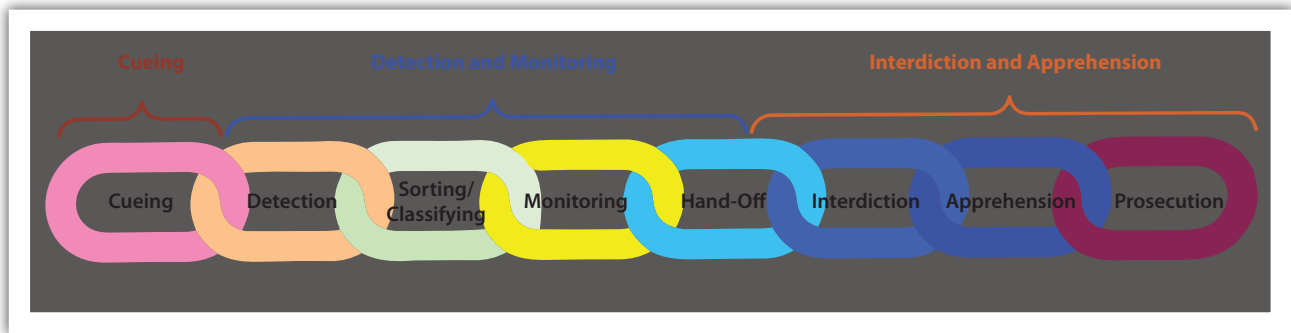 Cueing
Detection and Monitoring
Interdiction and Apprehension
Cueing
Detection
Sorting/
Classifying
Monitoring
Hand-Off
Interdiction
Apprehension
Prosecution